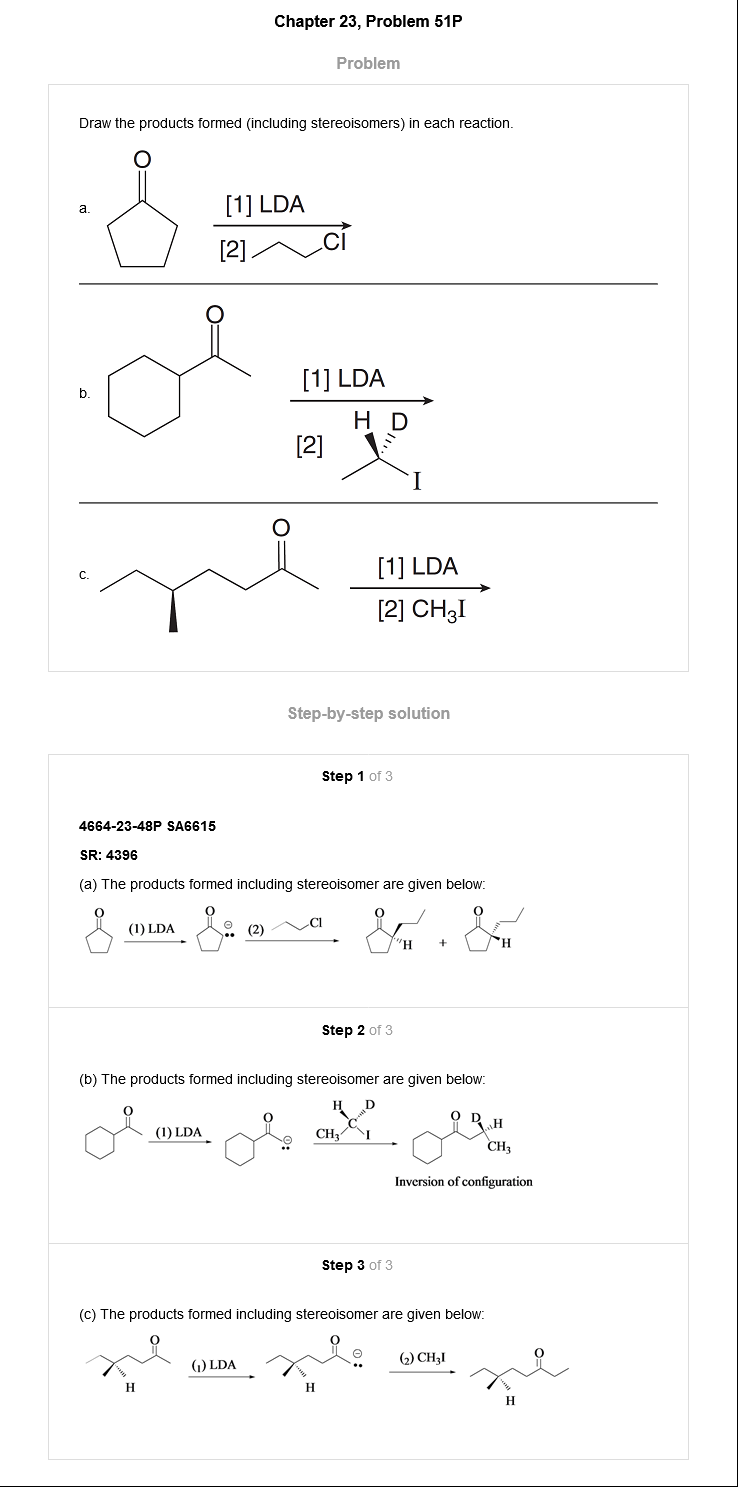 Chapter 23, Problem 51P
Problem
Draw the products formed (including stereoisomers) in each reaction.
O
a.
[1] LDA
[2] Cl
O
b.
[1] LDA
H D
[2]
I
O
c.
[1] LDA
[2] CH3I
Step-by-step solution
Step 1 of 3
4664-23-48P SA6615
SR: 4396
(a) The products formed including stereoisomer are given below:
O (1) LDA O ⊖ (2) Cl O H + O H
Step 2 of 3
(b) The products formed including stereoisomer are given below:
O (1) LDA O ⊖ H D C CH3 I O D H CH3
Inversion of configuration
Step 3 of 3
(c) The products formed including stereoisomer are given below:
O H (1) LDA O ⊖ H (2) CH3I O H